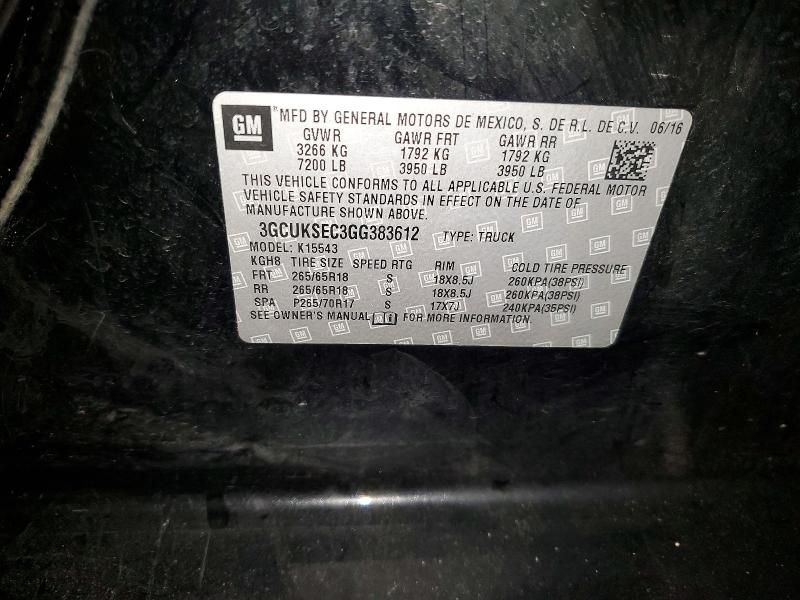 GM ® MFD BY GENERAL MOTORS DE MEXICO, S. DE R.L. DE C.V. 06/16
GVWR GAWR FRT GAWR RR
3266 KG 1792 KG 1792 KG
7200 LB 3950 LB 3950 LB
THIS VEHICLE CONFORMS TO ALL APPLICABLE U.S. FEDERAL MOTOR
VEHICLE SAFETY STANDARDS IN EFFECT ON THE DATE OF
MANUFACTURE SHOWN ABOVE.
3GCUKSEC3GG383612 TYPE: TRUCK
MODEL: K15543
KGH8 TIRE SIZE SPEED RTG RIM COLD TIRE PRESSURE
FRT 265/65R18 S 18X8.5J 260KPA(38PSI)
RR 265/65R18 S 18X8.5J 260KPA(38PSI)
SPA P265/70R17 S 17X7J 240KPA(35PSI)
SEE OWNER'S MANUAL i FOR MORE INFORMATION.